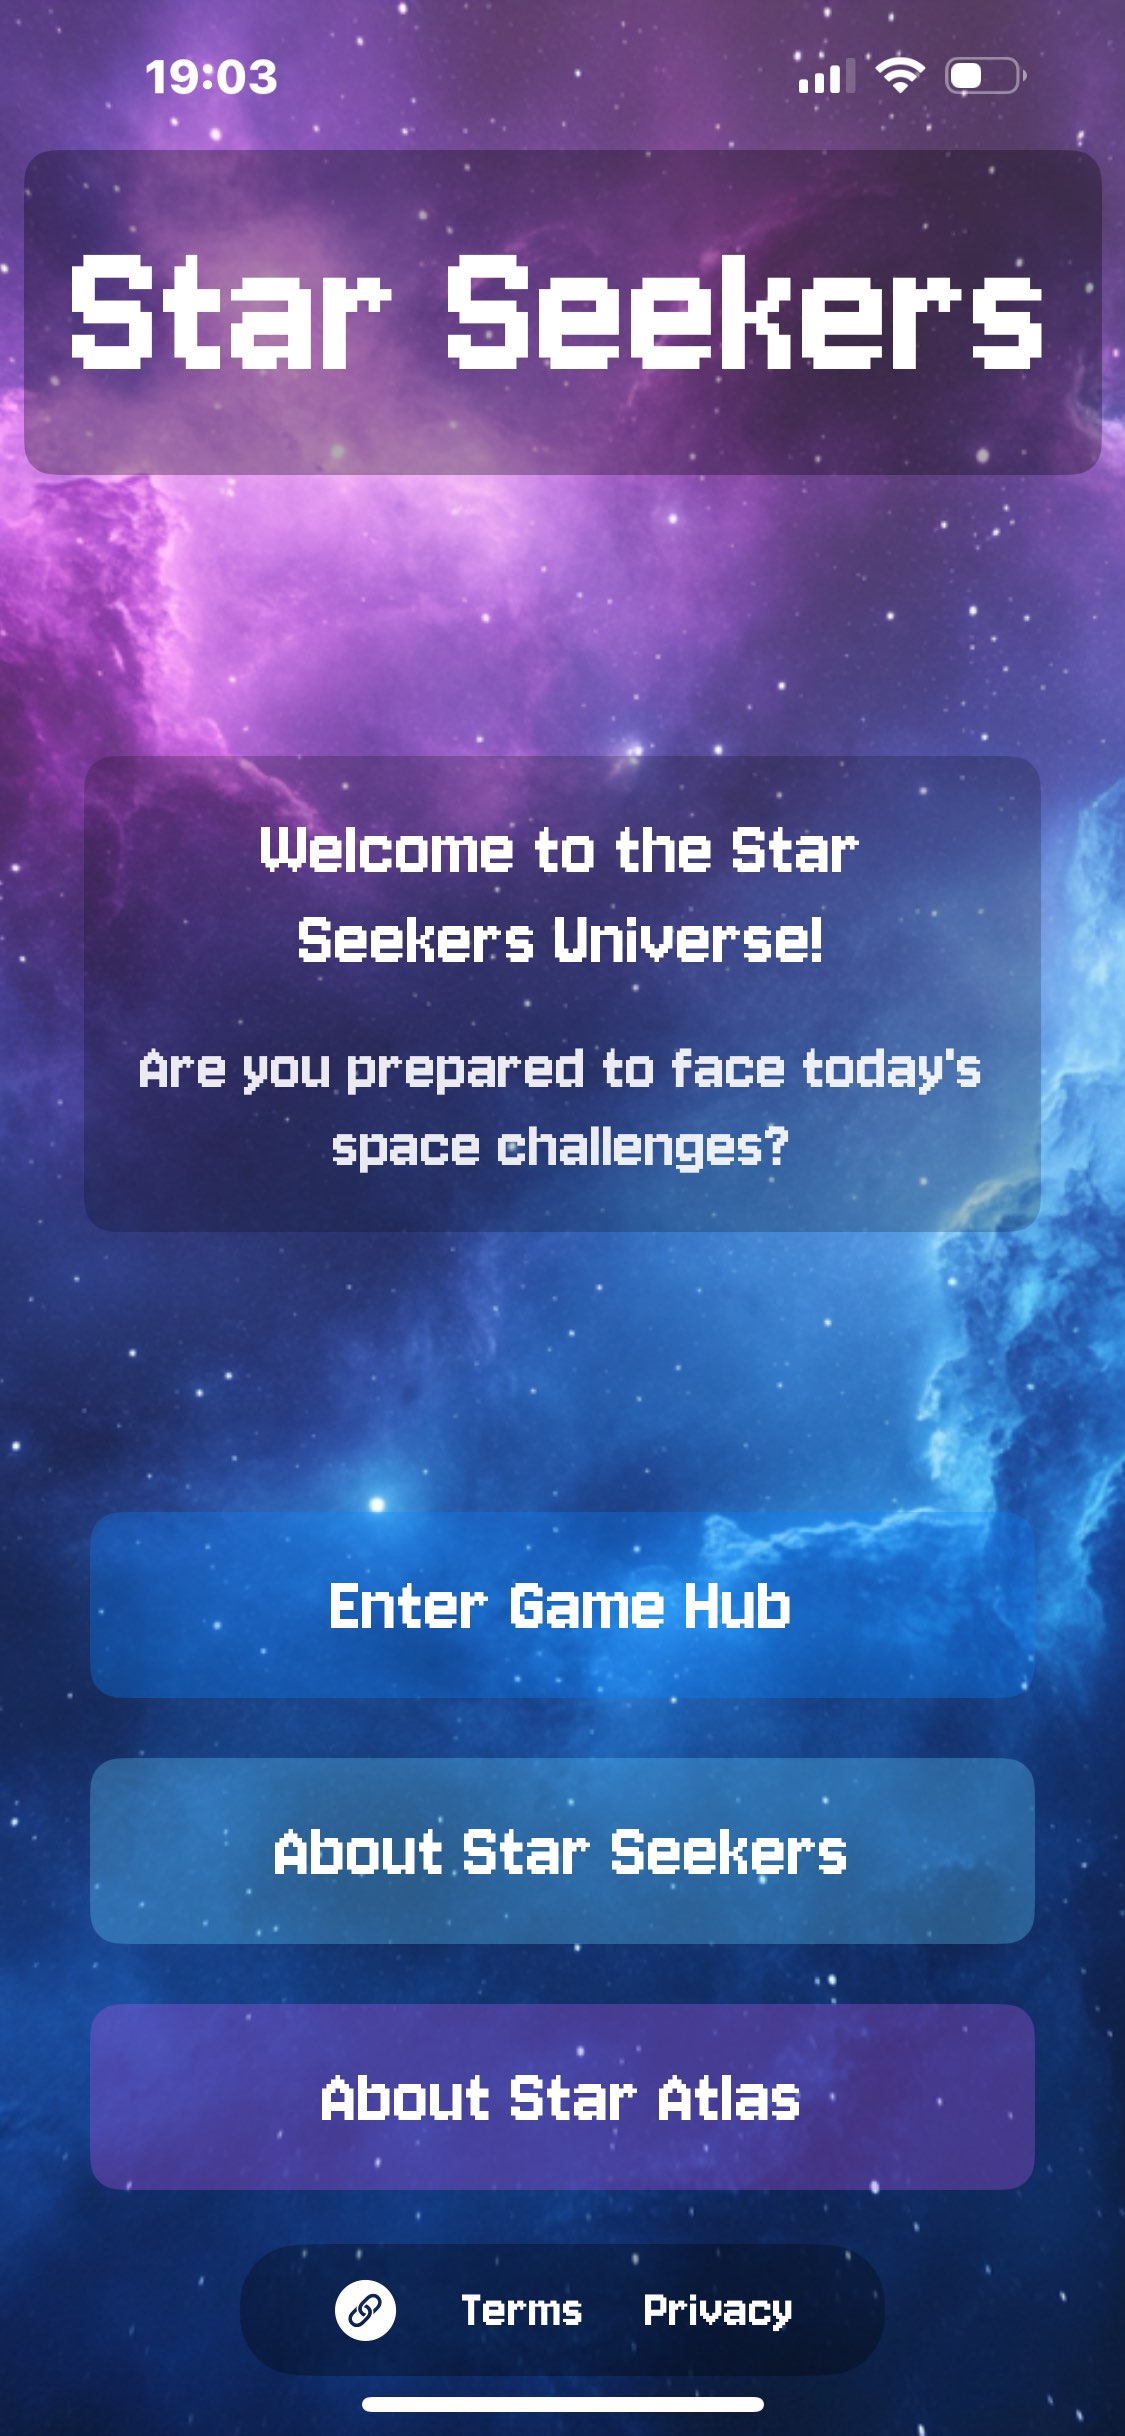 19:03
Star Seekers
Welcome to the Star
Seekers Universe!
Are you prepared to face today's
space challenges?
Enter Game Hub
About Star Seekers
About Star Atlas
Terms Privacy